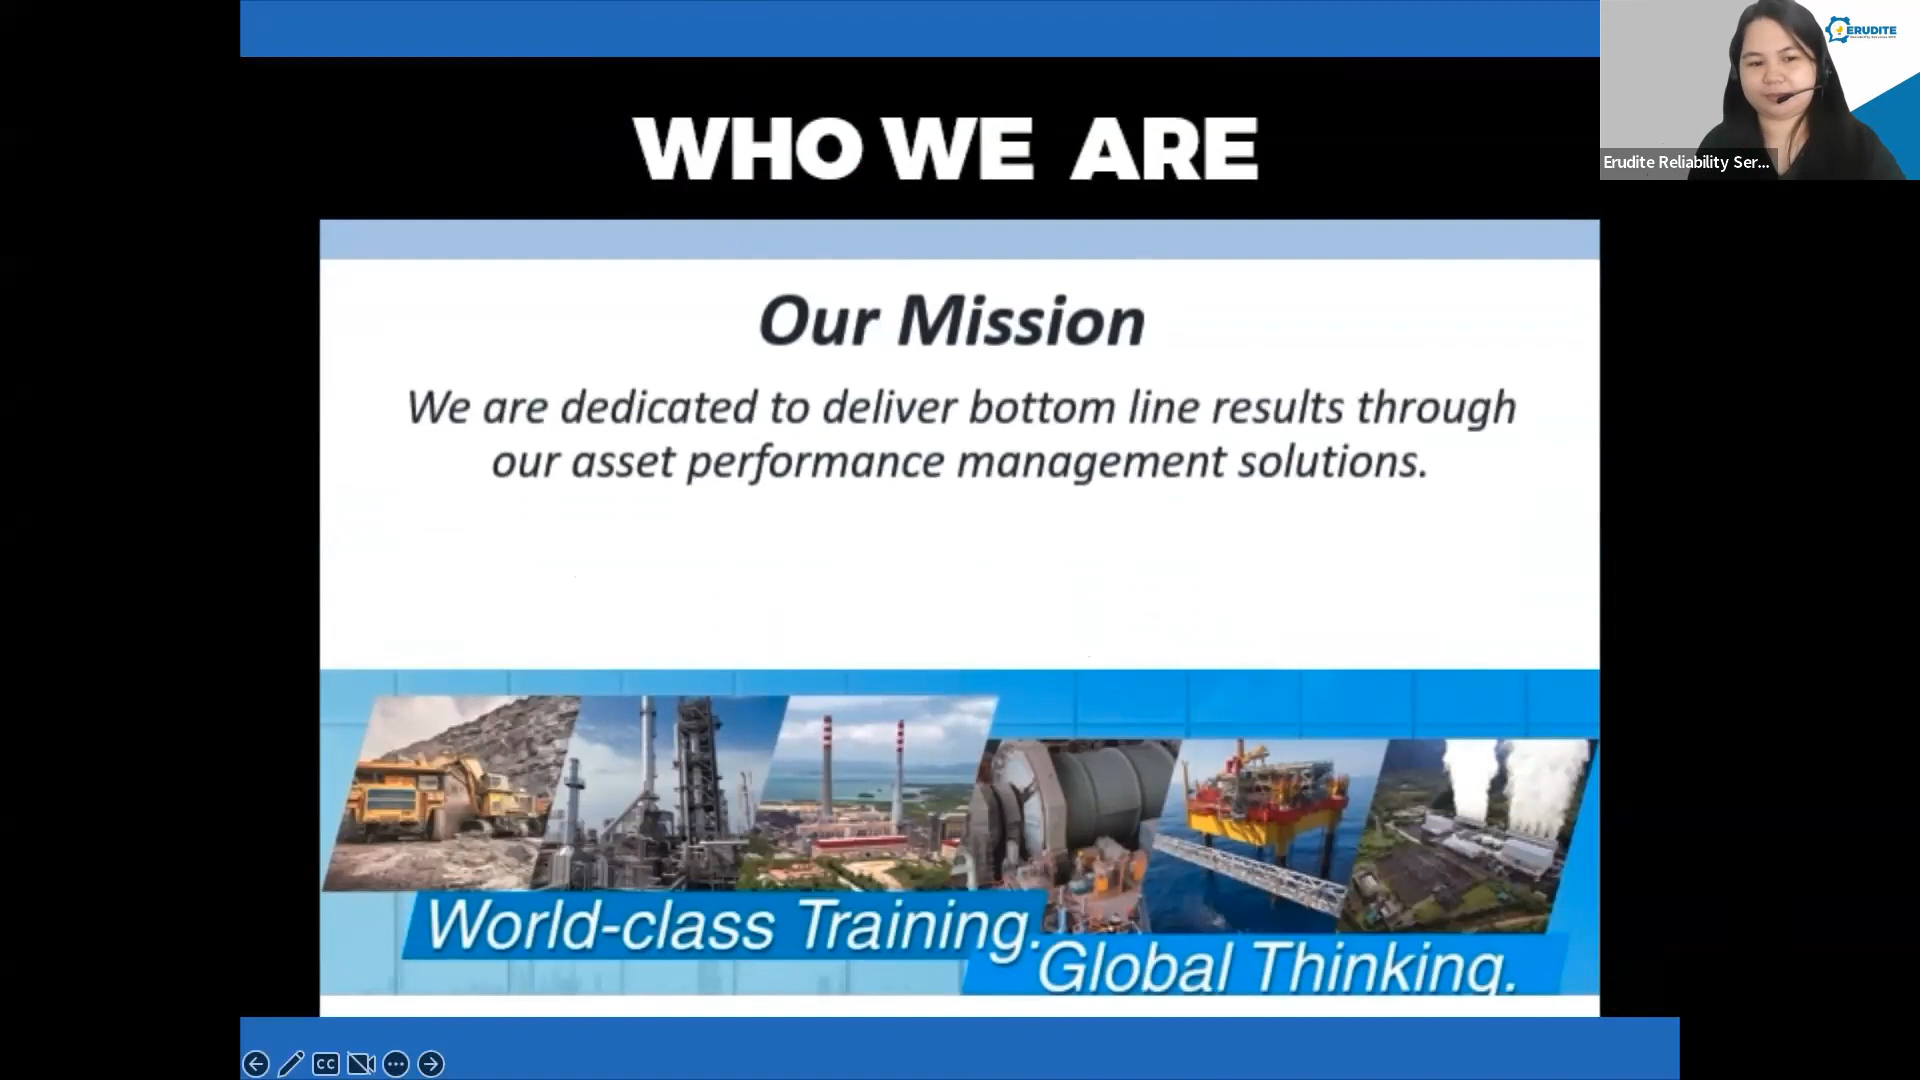 WHO WE ARE
ERUDITE
Erudite Reliability Ser...
Our Mission
We are dedicated to deliver bottom line results through
our asset performance management solutions.
World-class Training.
Global Thinking.
CC